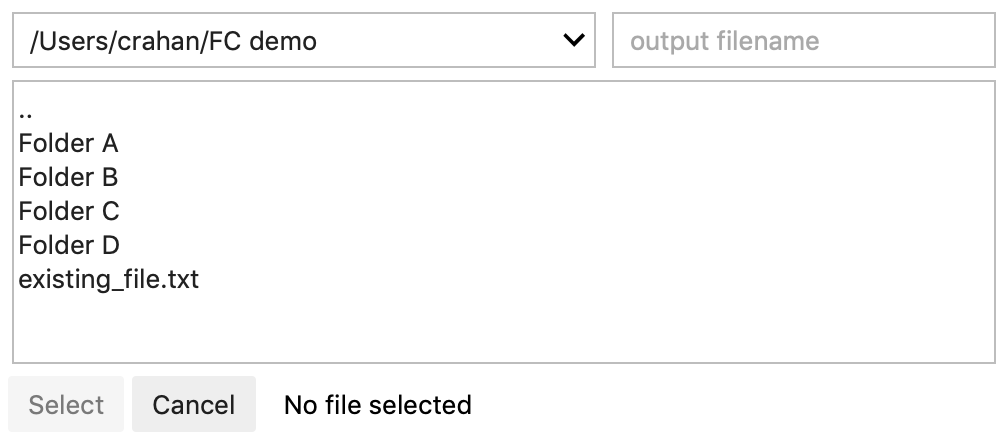 /Users/crahan/FC demo
output filename
..
Folder A
Folder B
Folder C
Folder D
existing_file.txt
Select
Cancel
No file selected